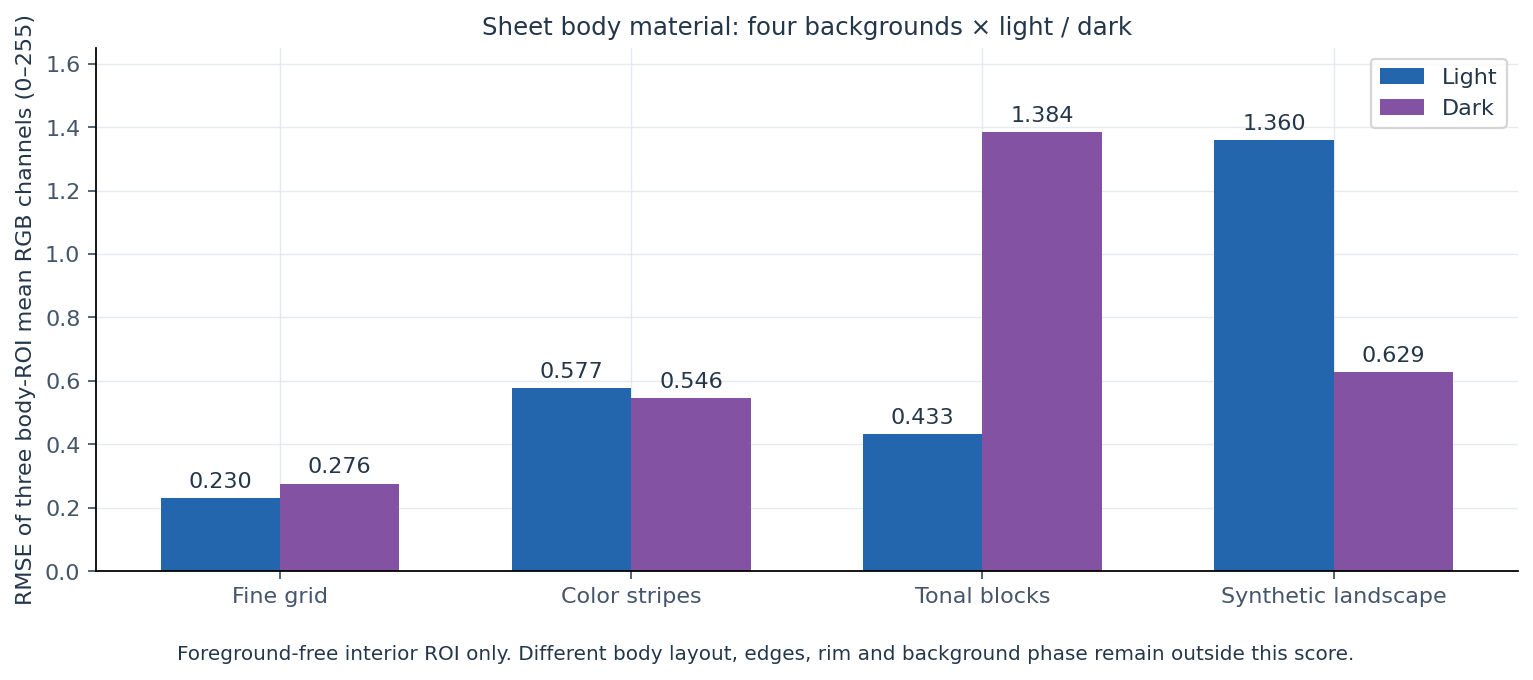 Sheet body material: four backgrounds × light / dark
RMSE of three body-ROI mean RGB channels (0–255)
1.6
1.4
1.2
1.0
0.8
0.6
0.4
0.2
0.0
Light
Dark
0.230
0.276
0.577
0.546
0.433
1.384
1.360
0.629
Fine grid
Color stripes
Tonal blocks
Synthetic landscape
Foreground-free interior ROI only. Different body layout, edges, rim and background phase remain outside this score.